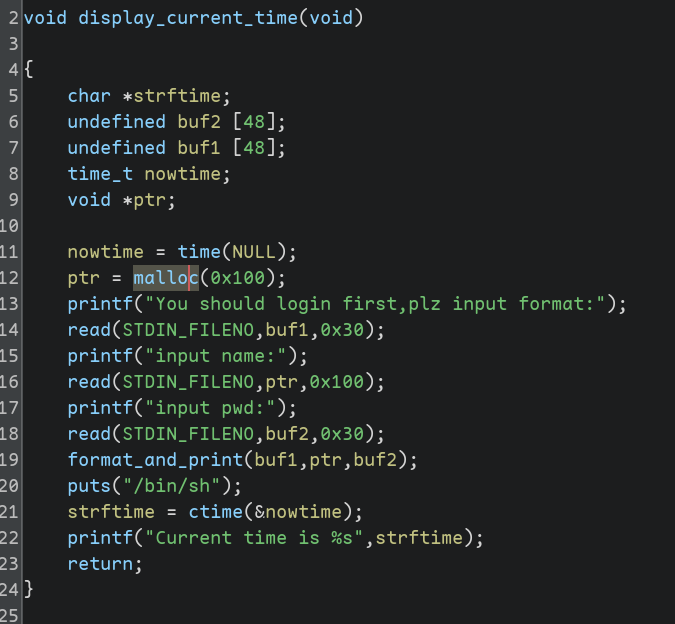 2 void display_current_time(void)
3
4 {
5     char *strftime;
6     undefined buf2 [48];
7     undefined buf1 [48];
8     time_t nowtime;
9     void *ptr;
10
11     nowtime = time(NULL);
12     ptr = malloc(0x100);
13     printf("You should login first,plz input format:");
14     read(STDIN_FILENO,buf1,0x30);
15     printf("input name:");
16     read(STDIN_FILENO,ptr,0x100);
17     printf("input pwd:");
18     read(STDIN_FILENO,buf2,0x30);
19     format_and_print(buf1,ptr,buf2);
20     puts("/bin/sh");
21     strftime = ctime(&nowtime);
22     printf("Current time is %s",strftime);
23     return;
24 }
25